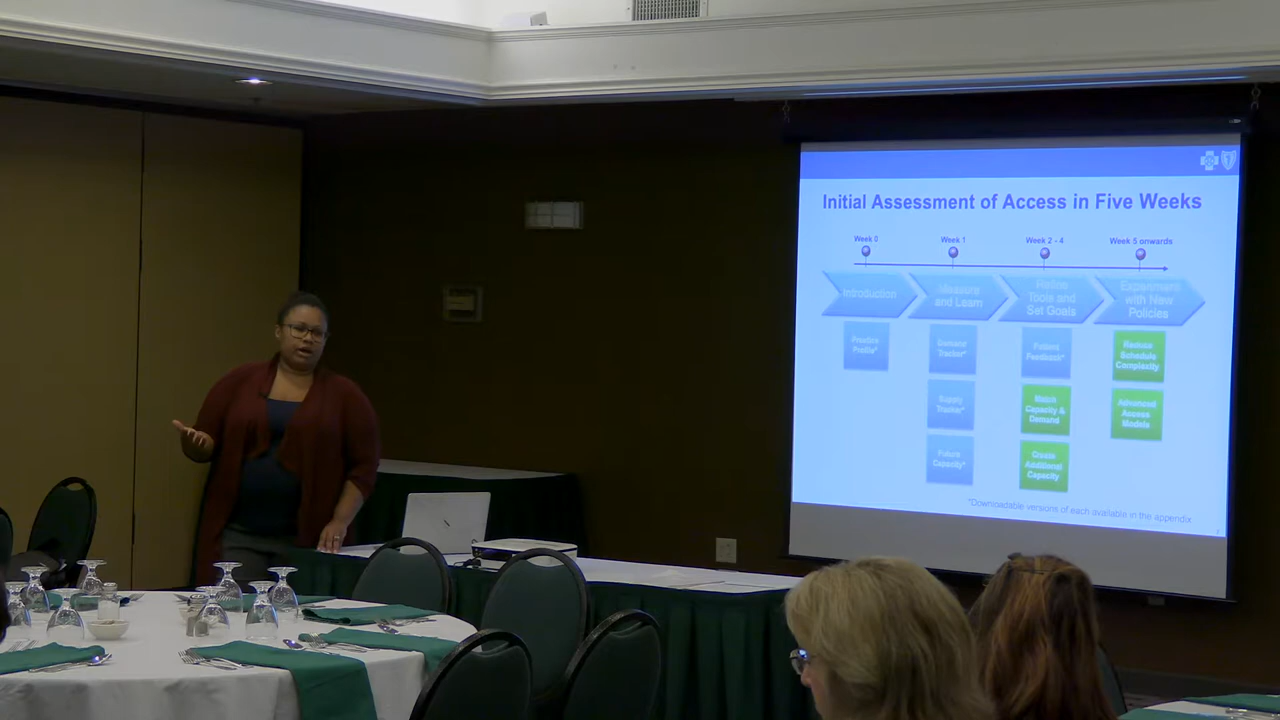 Initial Assessment of Access in Five Weeks
Week 0
Week 1
Week 2 - 4
Week 5 onwards
Introduction
Measure
and Learn
Refine
Tools and
Set Goals
Experiment
with New
Policies
Practice
Profile*
Demand
Tracker*
Supply
Tracker*
Future
Capacity*
Patient
Feedback*
Match
Capacity &
Demand
Create
Additional
Capacity
Reduce
Schedule
Complexity
Advanced
Access
Models
*Downloadable versions of each available in the appendix